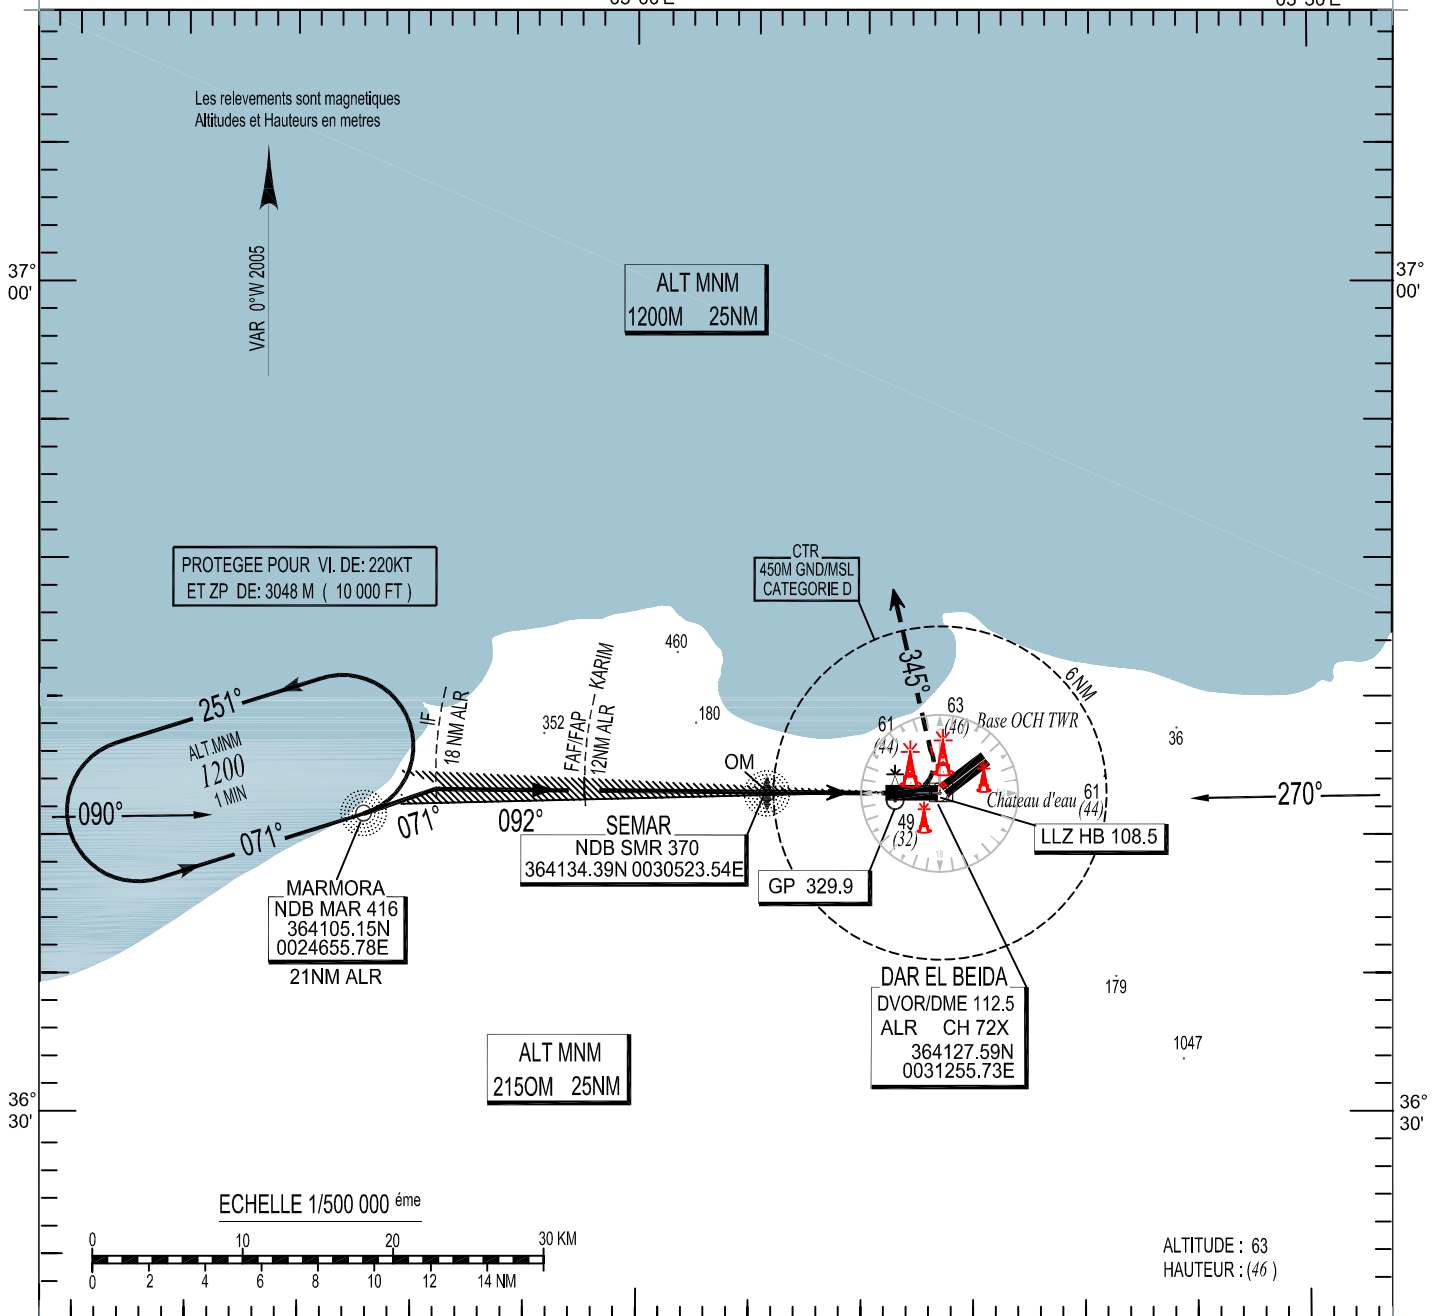 Les relevements sont magnetiques
Altitudes et Hauteurs en metres
VAR 0°W 2005
37°
00'
37°
00'
ALT MNM
1200M 25NM
PROTEGEE POUR VI. DE: 220KT
ET ZP DE: 3048 M ( 10 000 FT )
CTR
450M GND/MSL
CATEGORIE D
460
180
352
345°
6 NM
63
(46)
Base OCH TWR
61
(44)
36
251°
ALT.MNM
1200
1 MIN
090°
071°
IF
18 NM ALR
FAF/FAP
12NM ALR
KARIM
OM
071°
092°
Chateau d'eau
61
(44)
270°
49
(32)
18
LLZ HB 108.5
SEMAR
NDB SMR 370
364134.39N 0030523.54E
GP 329.9
MARMORA
NDB MAR 416
364105.15N
0024655.78E
21NM ALR
DAR EL BEIDA
DVOR/DME 112.5
ALR CH 72X
364127.59N
0031255.73E
179
1047
ALT MNM
215OM 25NM
36°
30'
36°
30'
ECHELLE 1/500 000 éme
0 10 20 30 KM
0 2 4 6 8 10 12 14 NM
ALTITUDE : 63
HAUTEUR : (46 )